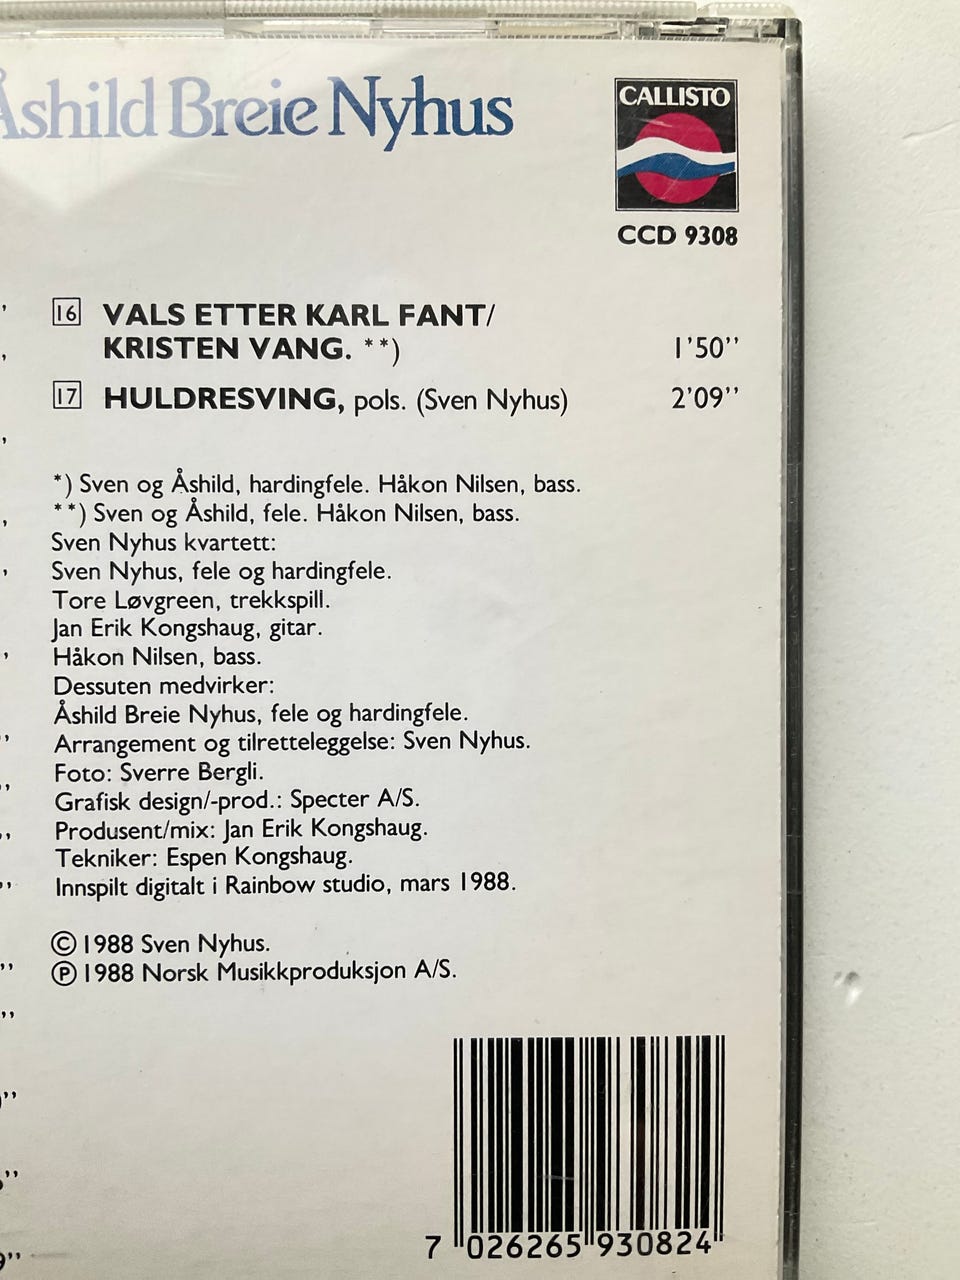 Åshild Breie Nyhus
CALLISTO
CCD 9308
16 VALS ETTER KARL FANT/
KRISTEN VANG. **) 1'50''
17 HULDRESVING, pols. (Sven Nyhus) 2'09''
*) Sven og Åshild, hardingfele. Håkon Nilsen, bass.
**) Sven og Åshild, fele. Håkon Nilsen, bass.
Sven Nyhus kvartett:
Sven Nyhus, fele og hardingfele.
Tore Løvgreen, trekkspill.
Jan Erik Kongshaug, gitar.
Håkon Nilsen, bass.
Dessuten medvirker:
Åshild Breie Nyhus, fele og hardingfele.
Arrangement og tilretteleggelse: Sven Nyhus.
Foto: Sverre Bergli.
Grafisk design/-prod.: Specter A/S.
Produsent/mix: Jan Erik Kongshaug.
Tekniker: Espen Kongshaug.
Innspilt digitalt i Rainbow studio, mars 1988.
© 1988 Sven Nyhus.
℗ 1988 Norsk Musikkproduksjon A/S.
7 026265 930824